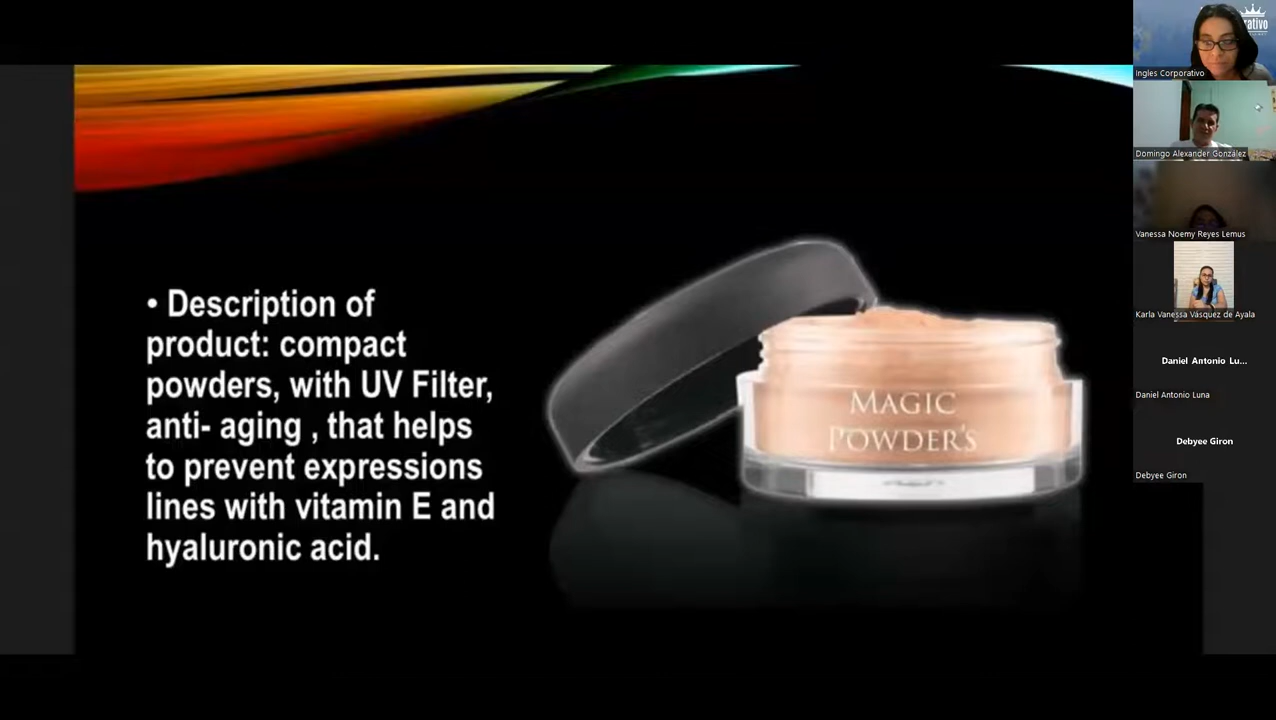 • Description of
product: compact
powders, with UV Filter,
anti- aging , that helps
to prevent expressions
lines with vitamin E and
hyaluronic acid.
MAGIC
POWDER'S
Ingles Corporativo
Domingo Alexander González
Vanessa Noemy Reyes Lemus
Karla Vanessa Vásquez de Ayala
Daniel Antonio Lu...
Daniel Antonio Luna
Debyee Giron
Debyee Giron